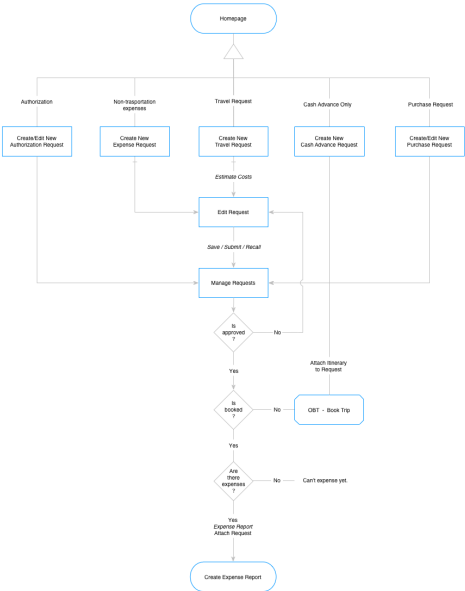 Homepage
Authorization
Non-trasportation
expenses
Travel Request
Cash Advance Only
Purchase Request
Create/Edit New
Authorization Request
Create New
Expense Request
Create New
Travel Request
Create New
Cash Advance Request
Create/Edit New
Purchase Request
Estimate Costs
Edit Request
Save / Submit / Recall
Manage Requests
Is
approved
?
No
Attach Itinerary
to Request
Yes
Is
booked
?
No
OBT - Book Trip
Yes
Are
there
expenses
?
No
Can't expense yet.
Yes
Expense Report
Attach Request
Create Expense Report